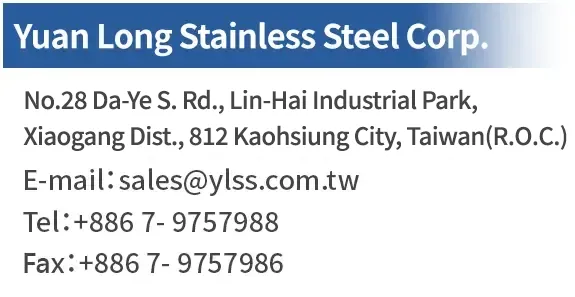 Yuan Long Stainless Steel Corp.
No.28 Da-Ye S. Rd., Lin-Hai Industrial Park,
Xiaogang Dist., 812 Kaohsiung City, Taiwan(R.O.C.)
E-mail：sales@ylss.com.tw
Tel：+886 7- 9757988
Fax：+886 7- 9757986